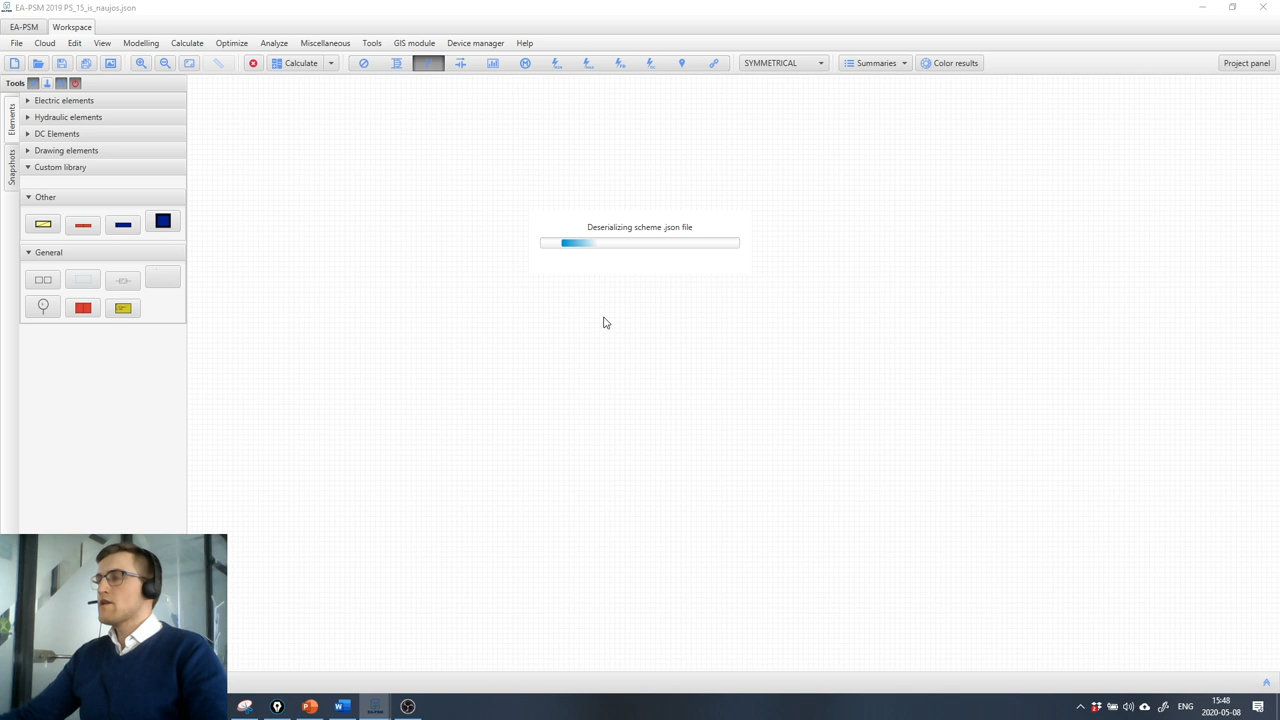 EA-PSM 2019 PS_15_is_naujos.json
EA-PSM Workspace
File Cloud Edit View Modelling Calculate Optimize Analyze Miscellaneous Tools GIS module Device manager Help
Calculate SYMMETRICAL Summaries Color results Project panel
Tools
Elements
Snapshots
Electric elements
Hydraulic elements
DC Elements
Drawing elements
Custom library
Other
General
Deserializing scheme .json file
ENG
15:48
2020-05-08